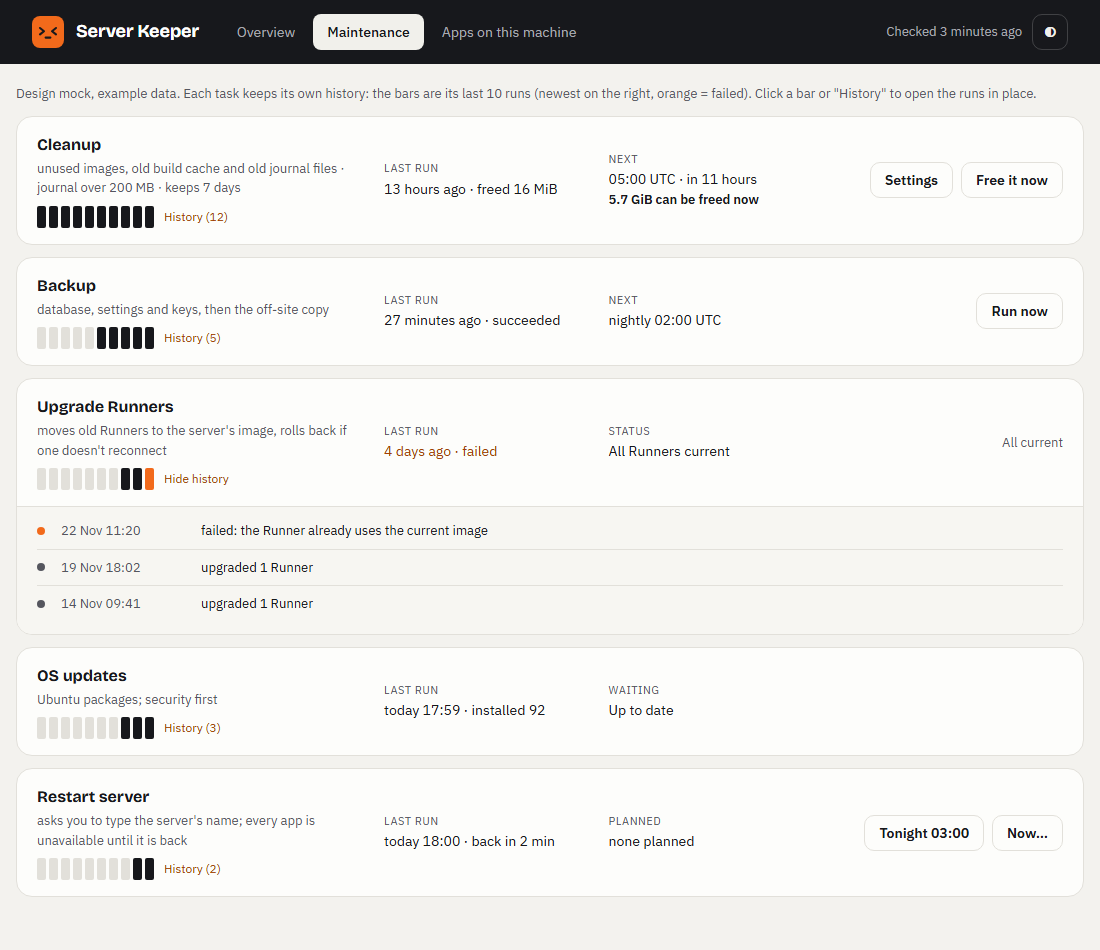 Server Keeper
Overview
Maintenance
Apps on this machine
Checked 3 minutes ago
Design mock, example data. Each task keeps its own history: the bars are its last 10 runs (newest on the right, orange = failed). Click a bar or "History" to open the runs in place.
Cleanup
unused images, old build cache and old journal files ·
journal over 200 MB · keeps 7 days
History (12)
LAST RUN
13 hours ago · freed 16 MiB
NEXT
05:00 UTC · in 11 hours
5.7 GiB can be freed now
Settings
Free it now
Backup
database, settings and keys, then the off-site copy
History (5)
LAST RUN
27 minutes ago · succeeded
NEXT
nightly 02:00 UTC
Run now
Upgrade Runners
moves old Runners to the server's image, rolls back if
one doesn't reconnect
Hide history
LAST RUN
4 days ago · failed
STATUS
All Runners current
All current
22 Nov 11:20
failed: the Runner already uses the current image
19 Nov 18:02
upgraded 1 Runner
14 Nov 09:41
upgraded 1 Runner
OS updates
Ubuntu packages; security first
History (3)
LAST RUN
today 17:59 · installed 92
WAITING
Up to date
Restart server
asks you to type the server's name; every app is
unavailable until it is back
History (2)
LAST RUN
today 18:00 · back in 2 min
PLANNED
none planned
Tonight 03:00
Now...